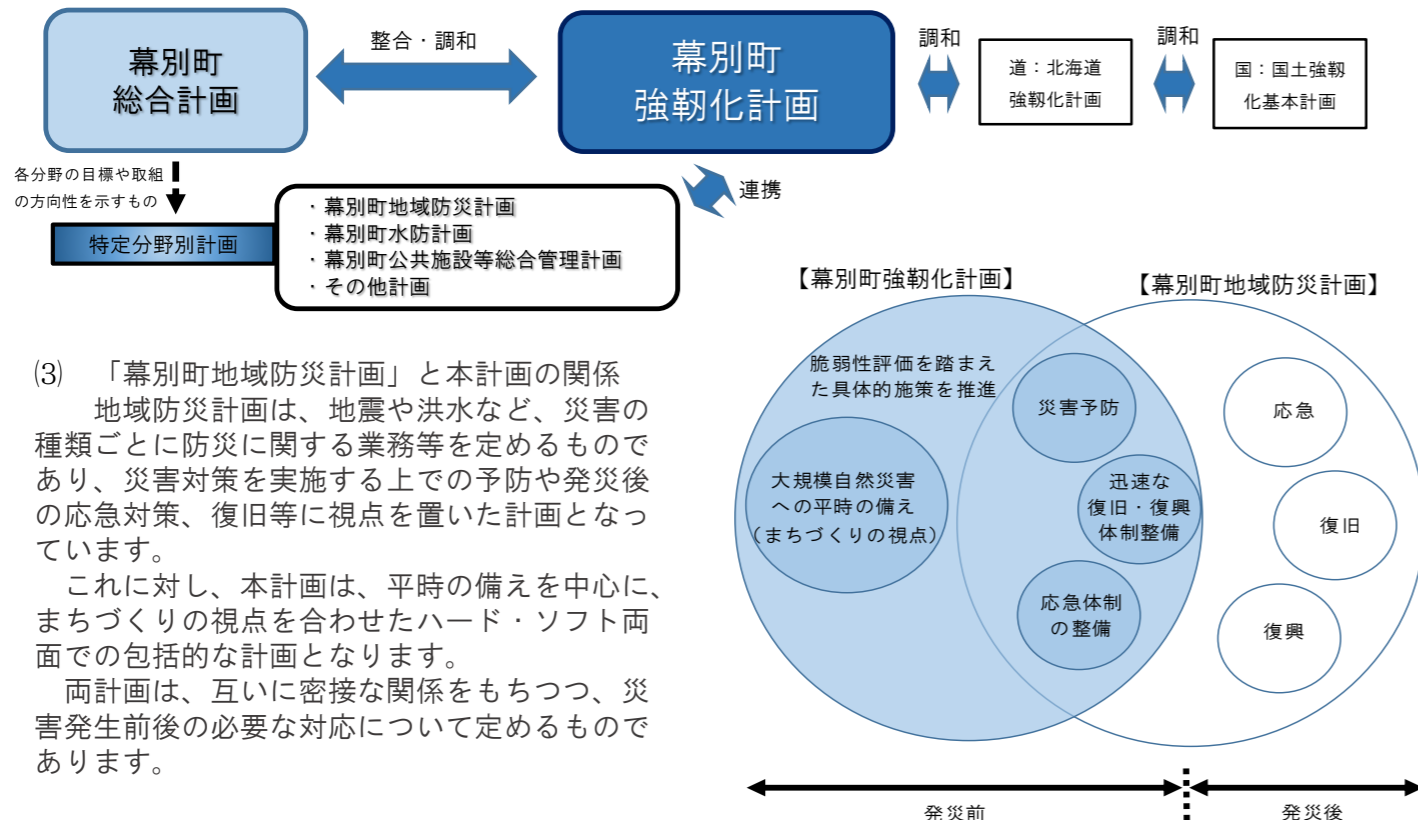 幕別町
総合計画
整合・調和
幕別町
強靭化計画
調和
道：北海道
強靱化計画
調和
国：国土強靱
化基本計画
各分野の目標や取組
の方向性を示すもの
連携
特定分野別計画
・幕別町地域防災計画
・幕別町水防計画
・幕別町公共施設等総合管理計画
・その他計画
⑶　「幕別町地域防災計画」と本計画の関係
地域防災計画は、地震や洪水など、災害の
種類ごとに防災に関する業務等を定めるもので
あり、災害対策を実施する上での予防や発災後
の応急対策、復旧等に視点を置いた計画となっ
ています。
これに対し、本計画は、平時の備えを中心に、
まちづくりの視点を合わせたハード・ソフト両
面での包括的な計画となります。
両計画は、互いに密接な関係をもちつつ、災
害発生前後の必要な対応について定めるもので
あります。
【幕別町強靭化計画】
【幕別町地域防災計画】
脆弱性評価を踏まえ
た具体的施策を推進
大規模自然災害
への平時の備え
（まちづくりの視点）
災害予防
迅速な
復旧・復興
体制整備
応急体制
の整備
応急
復旧
復興
発災前
発災後